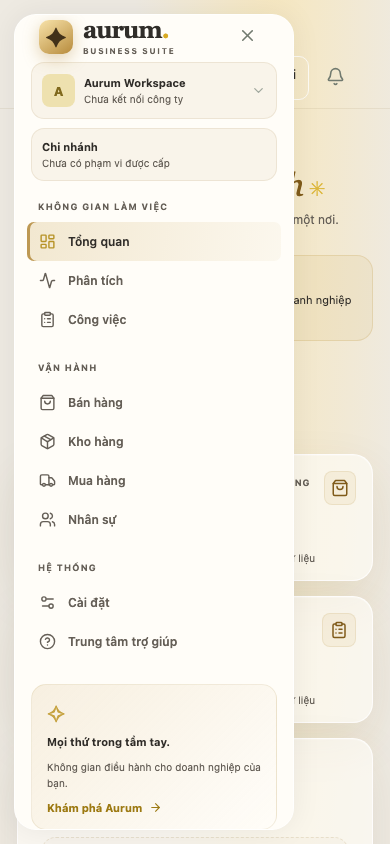 aurum.
BUSINESS SUITE
A
Aurum Workspace
Chưa kết nối công ty
Chi nhánh
Chưa có phạm vi được cấp
KHÔNG GIAN LÀM VIỆC
Tổng quan
Phân tích
Công việc
VẬN HÀNH
Bán hàng
Kho hàng
Mua hàng
Nhân sự
HỆ THỐNG
Cài đặt
Trung tâm trợ giúp
Mọi thứ trong tầm tay.
Không gian điều hành cho doanh nghiệp của
bạn.
Khám phá Aurum
một nơi.
nghiệp
liệu
liệu